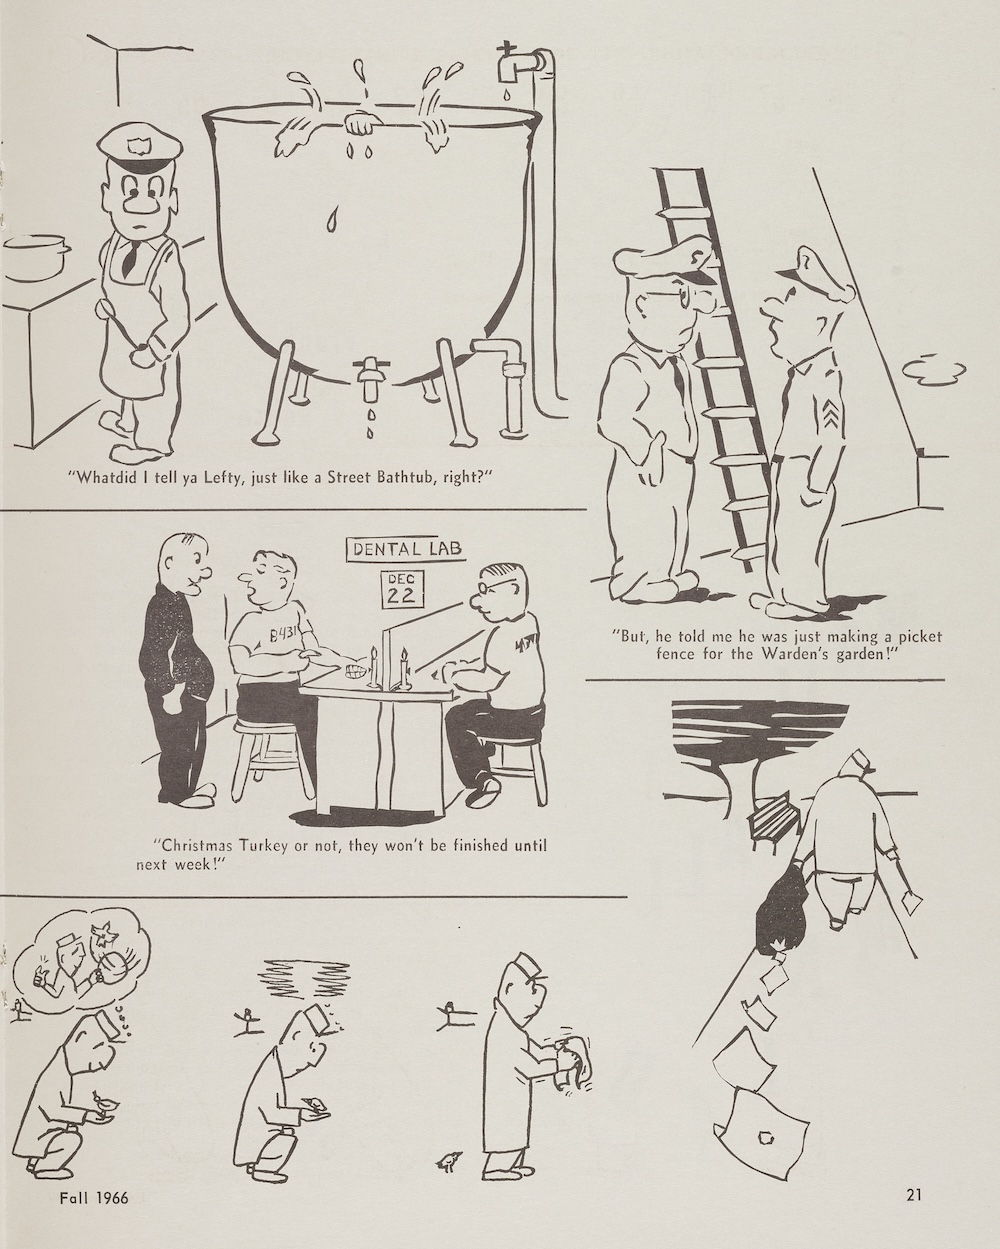 "Whatdid I tell ya Lefty, just like a Street Bathtub, right?"
"But, he told me he was just making a picket
fence for the Warden's garden!"
DENTAL LAB
DEC
22
B431
"Christmas Turkey or not, they won't be finished until
next week!"
Fall 1966
21